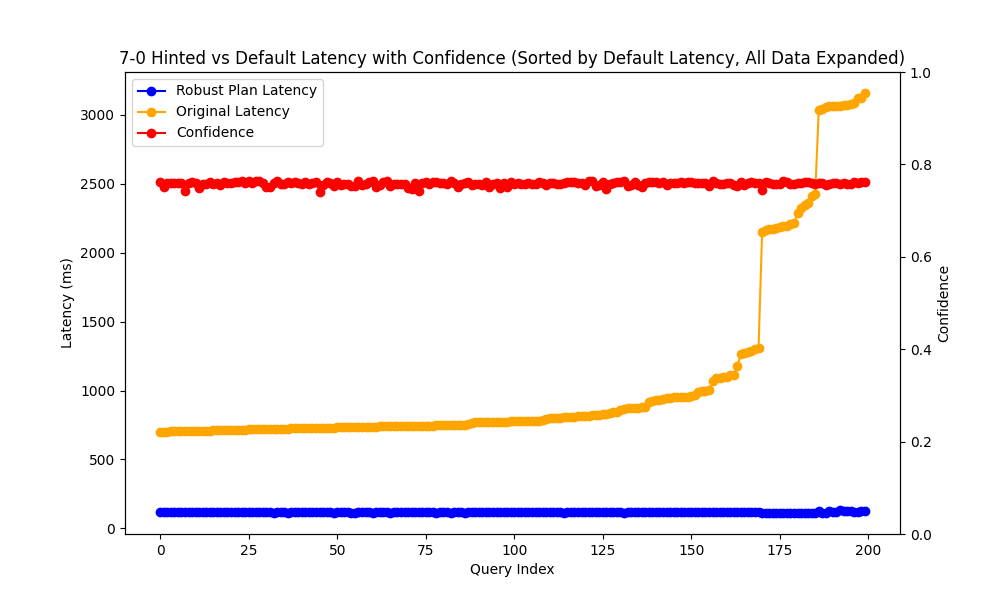 7-0 Hinted vs Default Latency with Confidence (Sorted by Default Latency, All Data Expanded)
Robust Plan Latency
Original Latency
Confidence
Latency (ms)
3000
2500
2000
1500
1000
500
0
1.0
0.8
0.6
0.4
0.2
0.0
Confidence
0 25 50 75 100 125 150 175 200
Query Index